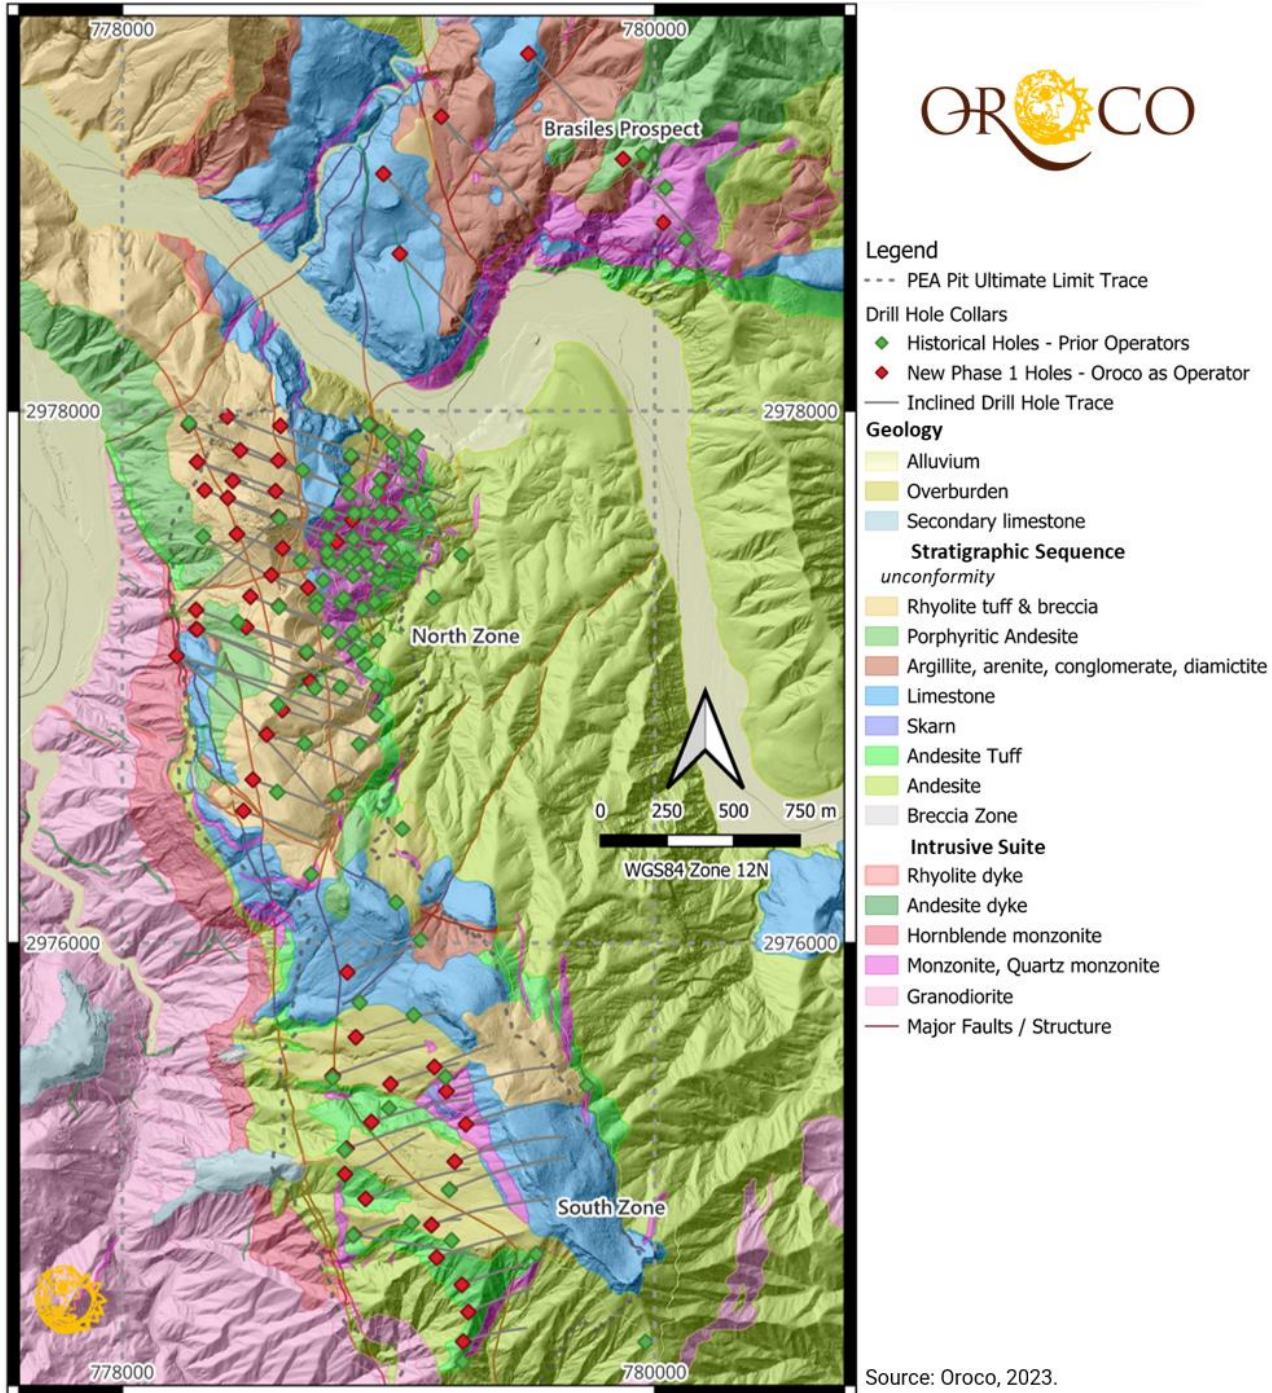 778000
780000
Brasiles Prospect
2978000
2978000
North Zone
0 250 500 750 m
WGS84 Zone 12N
2976000
2976000
South Zone
778000
780000
OROCO
Legend
PEA Pit Ultimate Limit Trace
Drill Hole Collars
Historical Holes - Prior Operators
New Phase 1 Holes - Oroco as Operator
Inclined Drill Hole Trace
Geology
Alluvium
Overburden
Secondary limestone
Stratigraphic Sequence
unconformity
Rhyolite tuff & breccia
Porphyritic Andesite
Argillite, arenite, conglomerate, diamictite
Limestone
Skarn
Andesite Tuff
Andesite
Breccia Zone
Intrusive Suite
Rhyolite dyke
Andesite dyke
Hornblende monzonite
Monzonite, Quartz monzonite
Granodiorite
Major Faults / Structure
Source: Oroco, 2023.